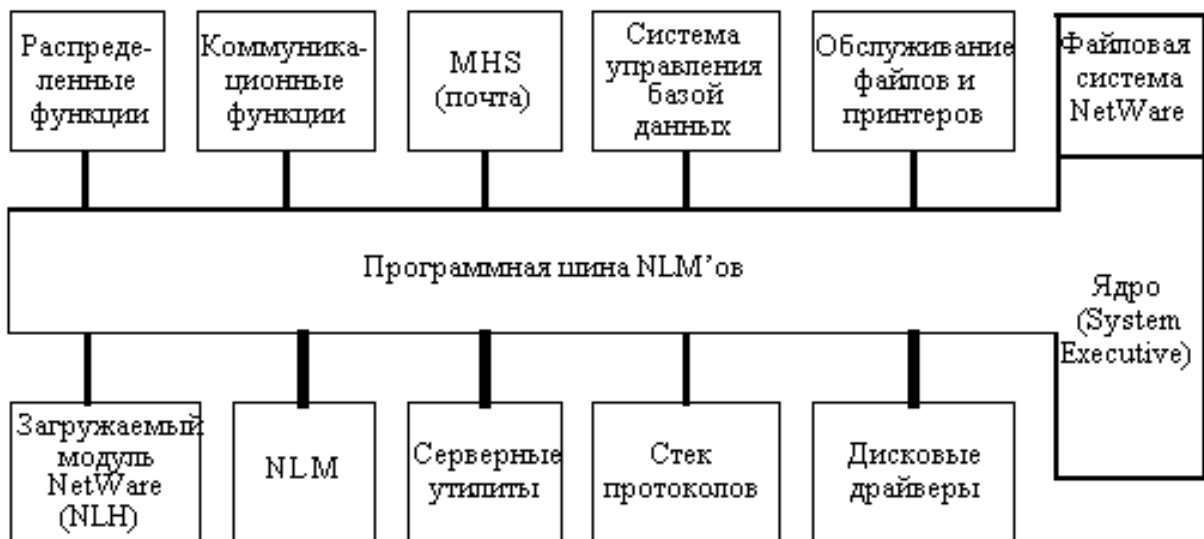 Распреде-
ленные
функции
Коммуника-
ционные
функции
MHS
(почта)
Система
управления
базой
данных
Обслуживание
файлов и
принтеров
Файловая
система
NetWare
Программная шина NLM’ов
Ядро
(System
Executive)
Загружаемый
модуль
NetWare
(NLH)
NLM
Серверные
утилиты
Стек
протоколов
Дисковые
драйверы